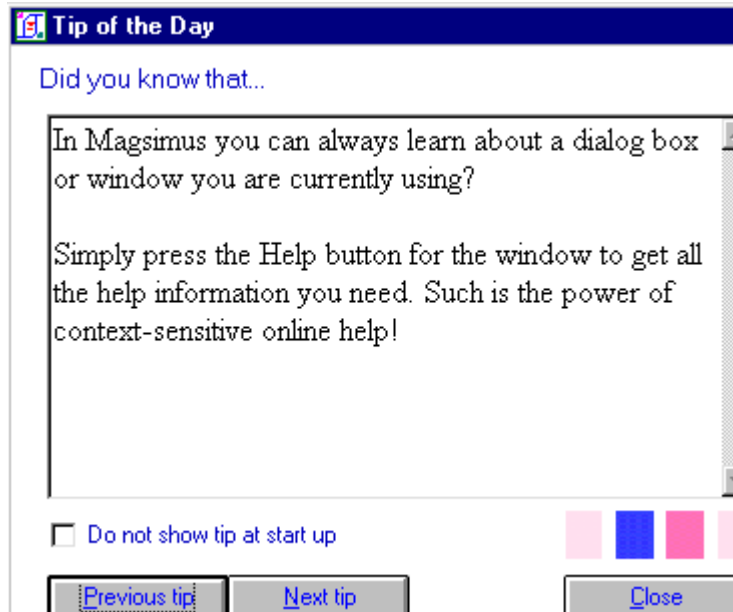 Tip of the Day
Did you know that...
In Magsimus you can always learn about a dialog box
or window you are currently using?
Simply press the Help button for the window to get all
the help information you need. Such is the power of
context-sensitive online help!
Do not show tip at start up
Previous tip Next tip Close